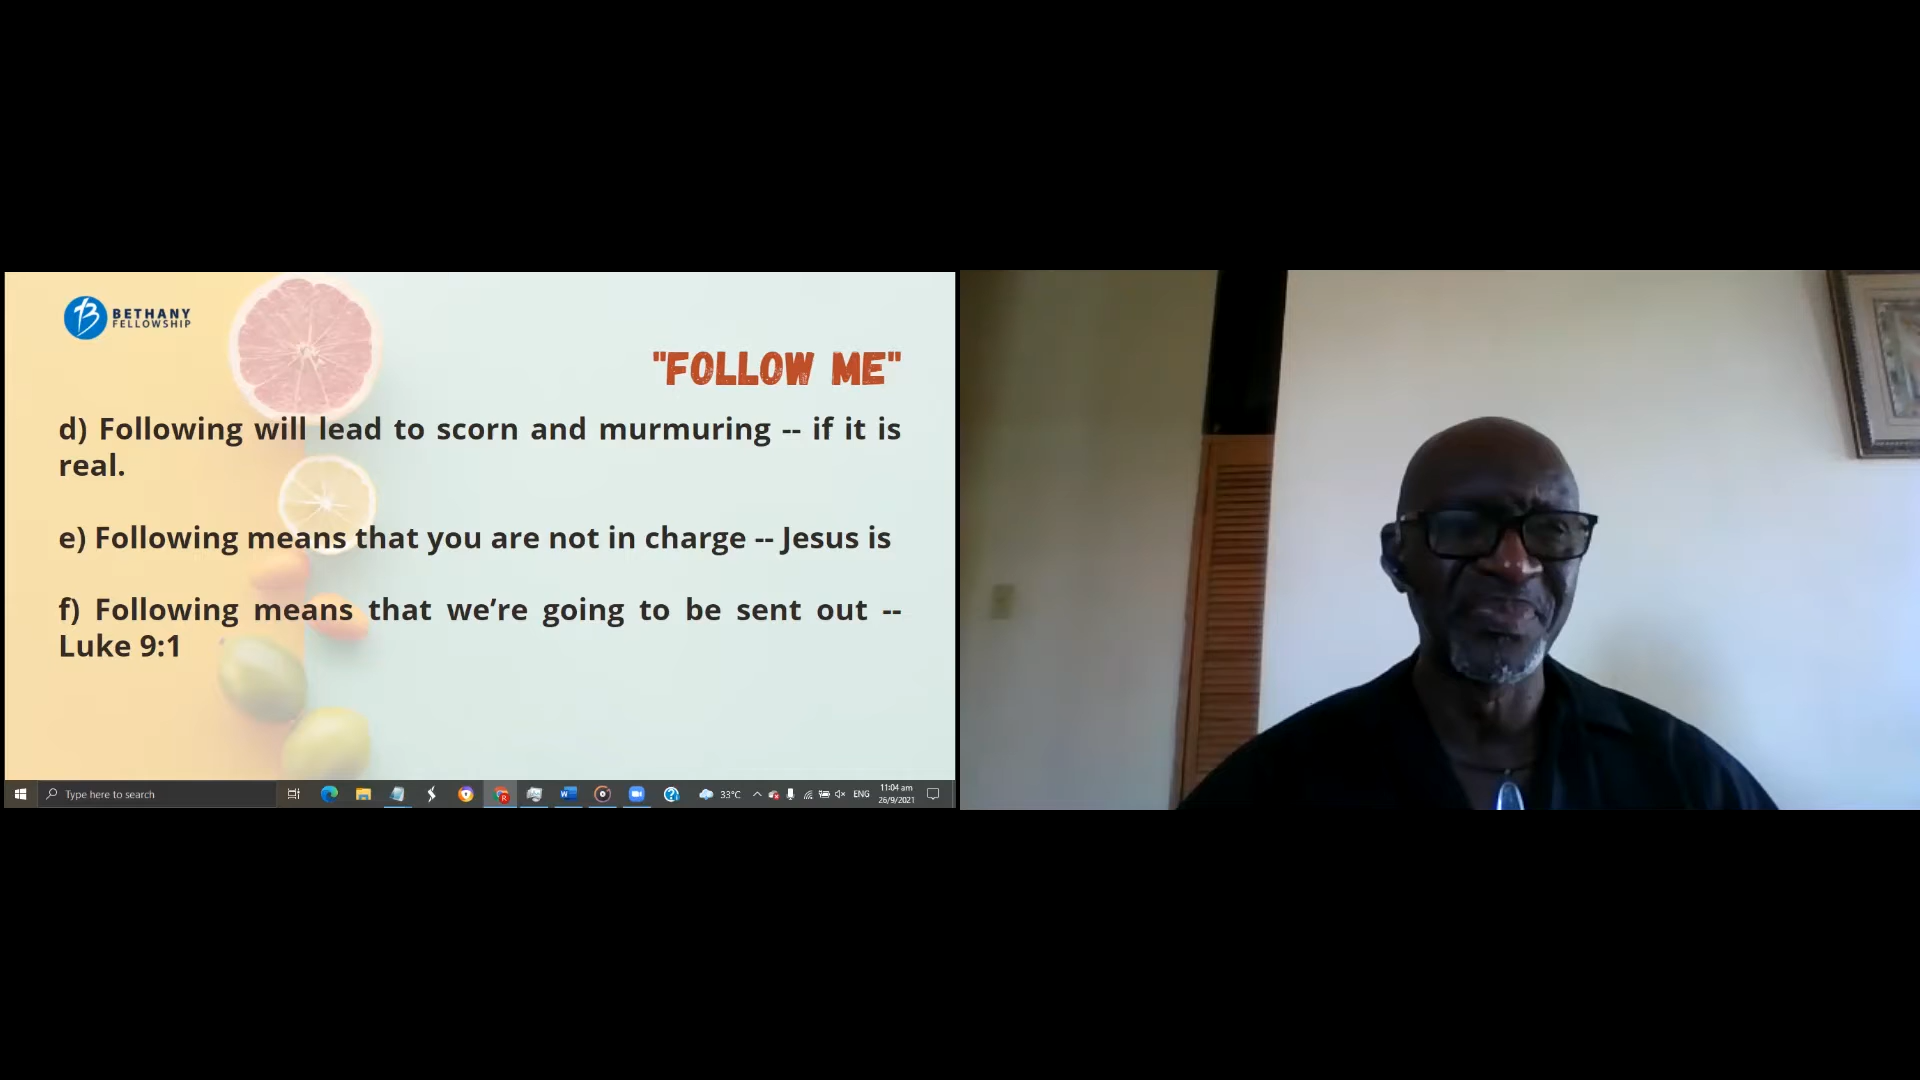 BETHANY
FELLOWSHIP
"FOLLOW ME"
d) Following will lead to scorn and murmuring -- if it is
real.
e) Following means that you are not in charge -- Jesus is
f) Following means that we’re going to be sent out --
Luke 9:1
Type here to search
33°C
ENG
11:04 am
26/9/2021